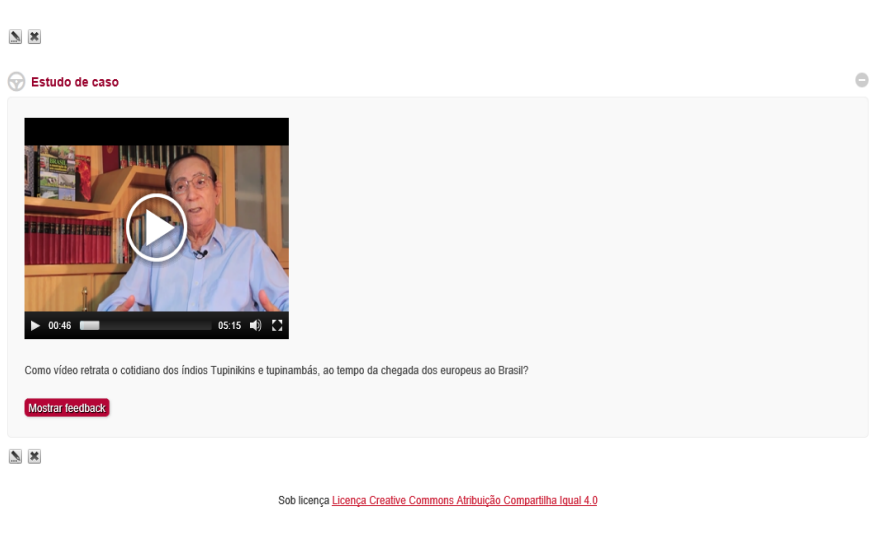 Estudo de caso
BRASIL
00:46
05:15
Como vídeo retrata o cotidiano dos índios Tupinikins e tupinambás, ao tempo da chegada dos europeus ao Brasil?
Mostrar feedback
Sob licença Licença Creative Commons Atribuição Compartilha Igual 4.0